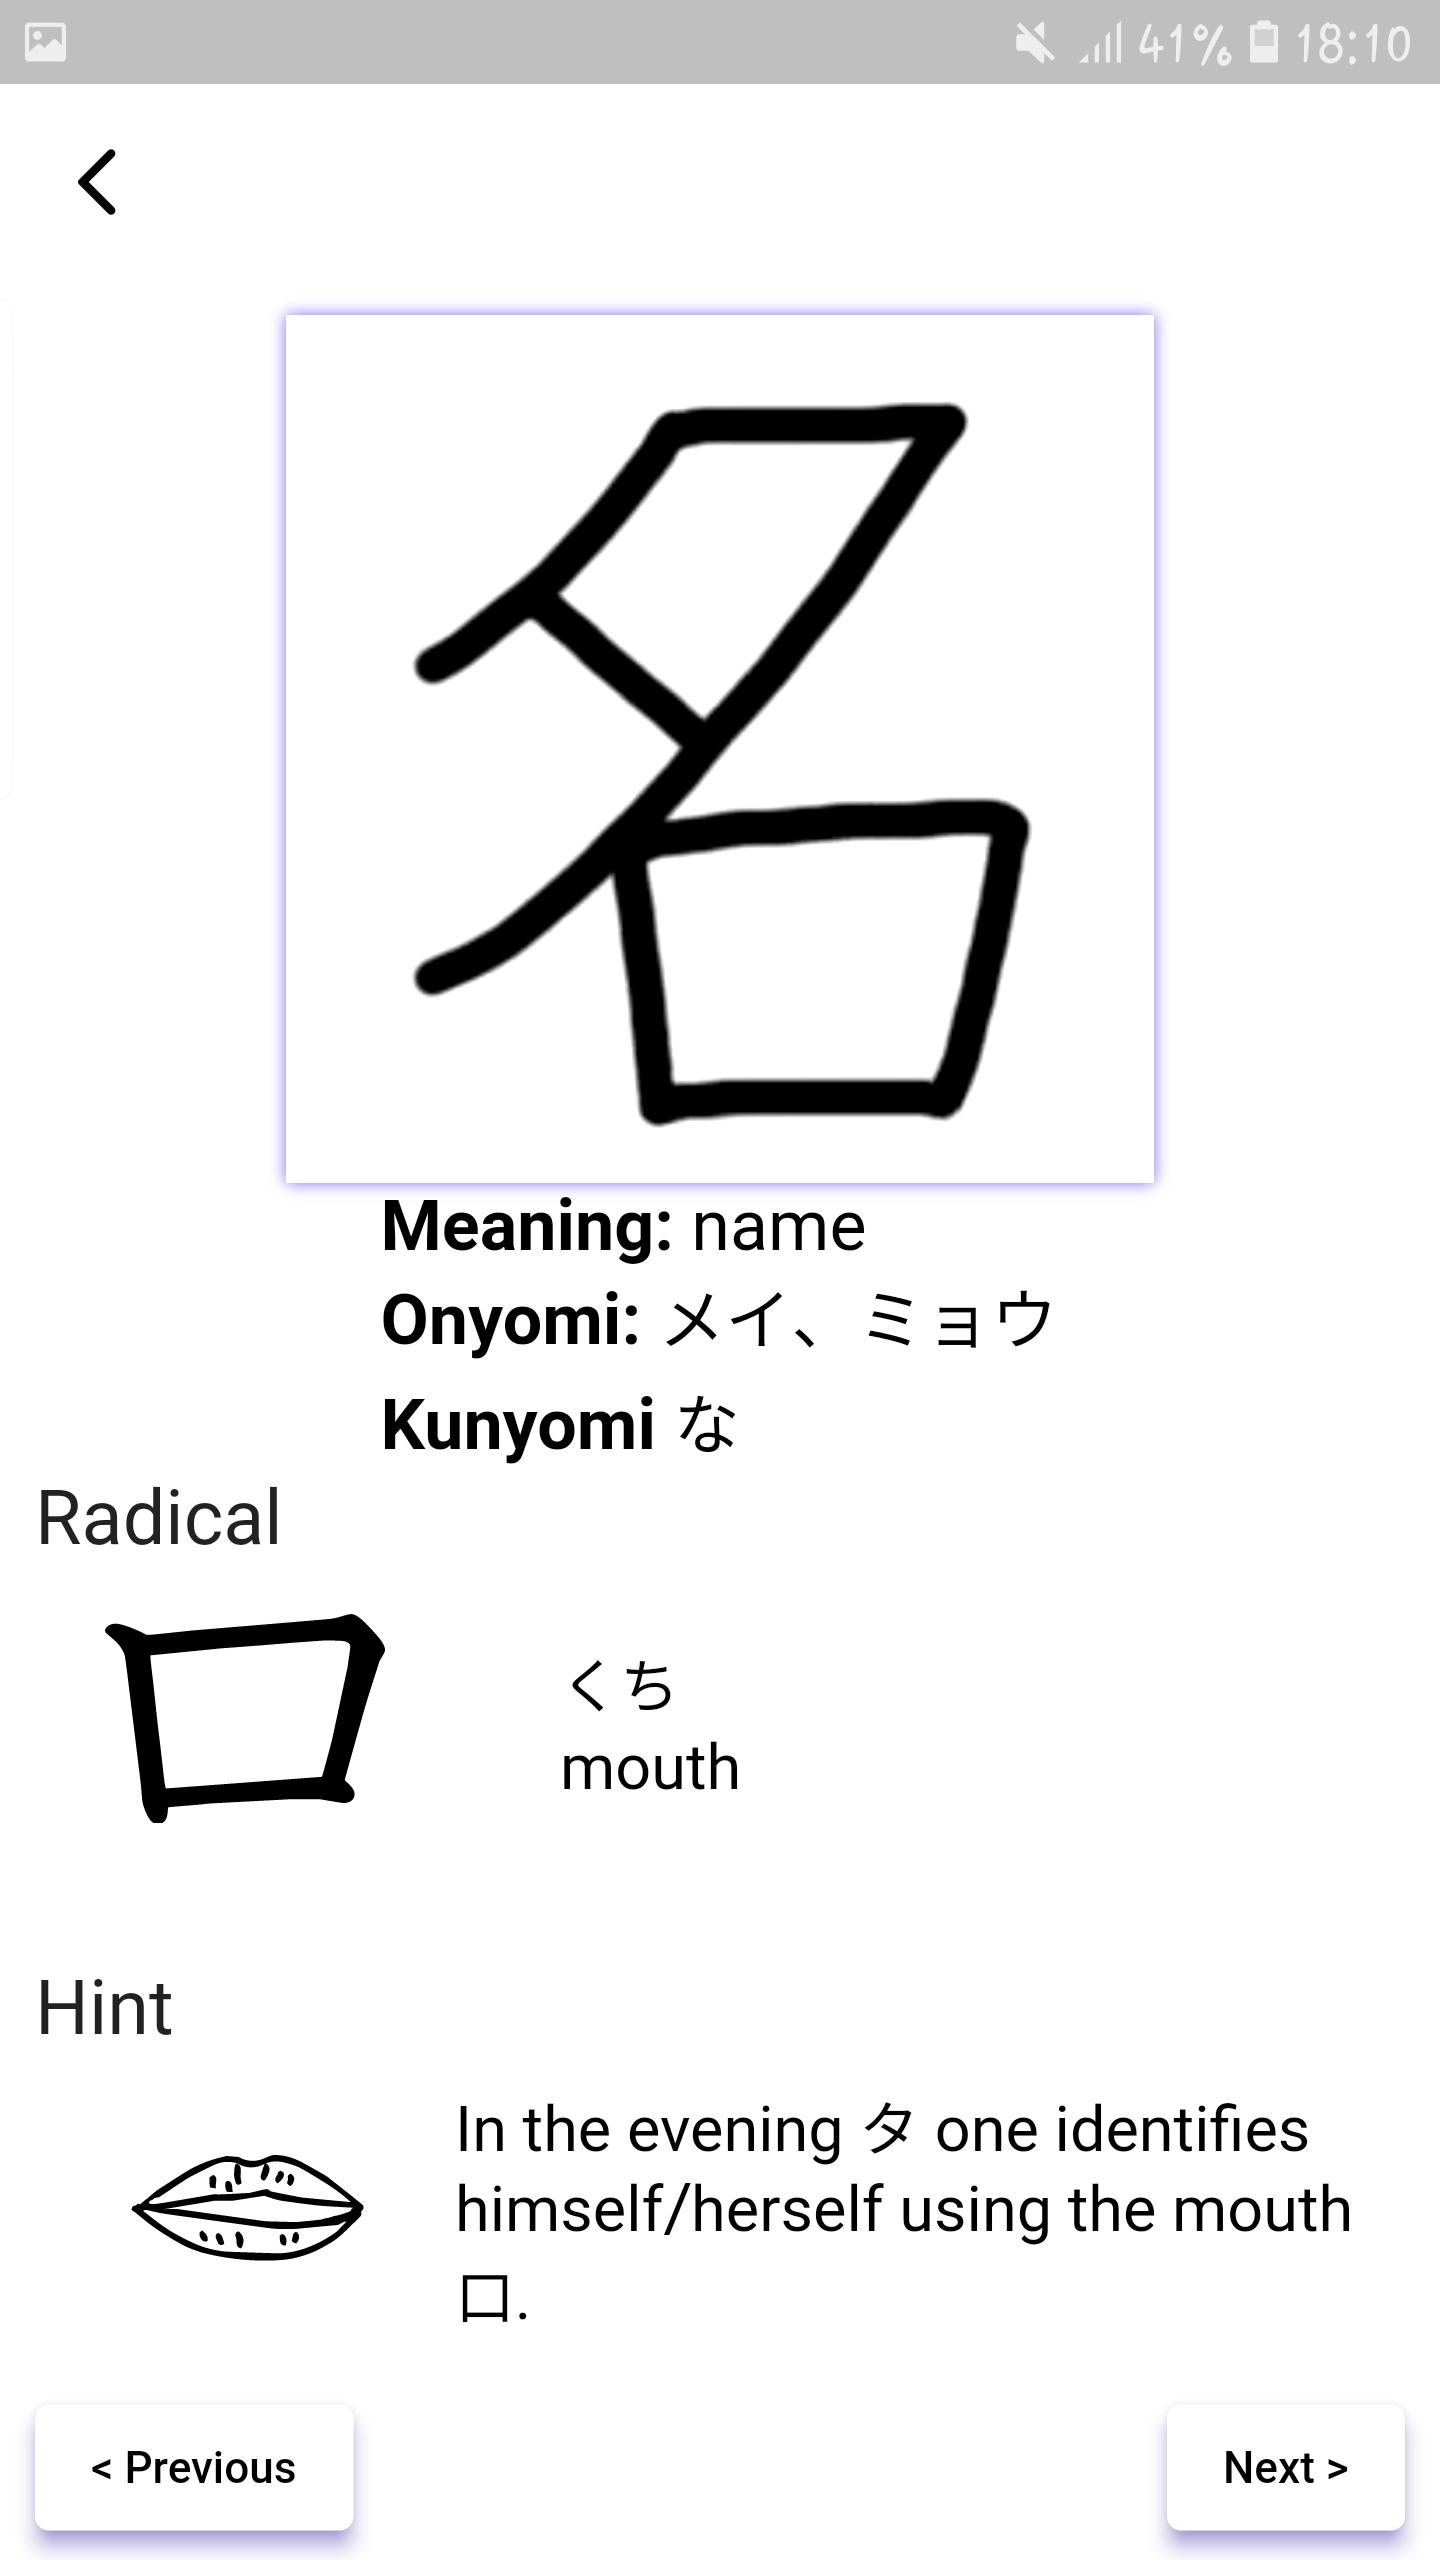 41% 18:10
名
Meaning: name
Onyomi: メイ、ミョウ
Kunyomi な
Radical
口
くち
mouth
Hint
In the evening タ one identifies
himself/herself using the mouth
口.
< Previous
Next >